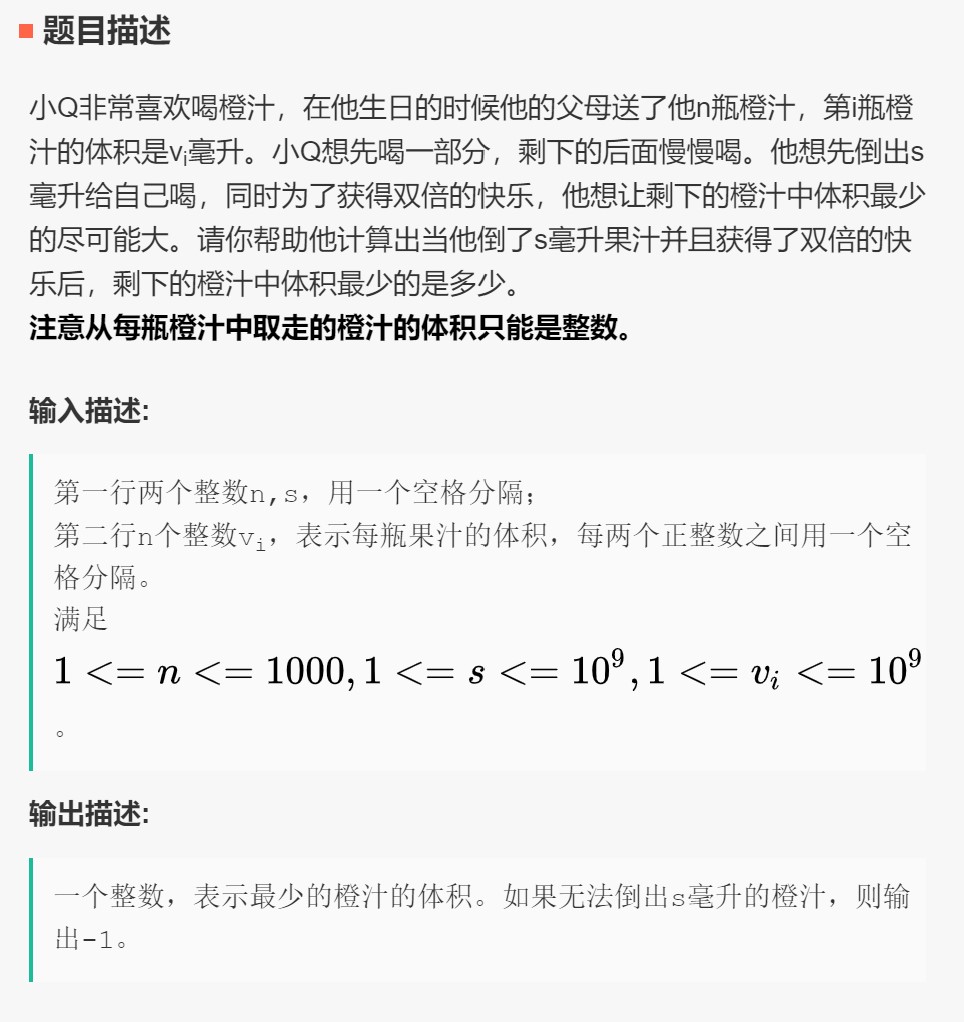 题目描述
小Q非常喜欢喝橙汁，在他生日的时候他的父母送了他n瓶橙汁，第i瓶橙
汁的体积是vi毫升。小Q想先喝一部分，剩下的后面慢慢喝。他想先倒出s
毫升给自己喝，同时为了获得双倍的快乐，他想让剩下的橙汁中体积最少
的尽可能大。请你帮助他计算出当他倒了s毫升果汁并且获得了双倍的快
乐后，剩下的橙汁中体积最少的是多少。
注意从每瓶橙汁中取走的橙汁的体积只能是整数。
输入描述:
第一行两个整数n,s，用一个空格分隔；
第二行n个整数vi，表示每瓶果汁的体积，每两个正整数之间用一个空
格分隔。
满足
1 <= n <= 1000, 1 <= s <= 10^9, 1 <= vi <= 10^9
。
输出描述:
一个整数，表示最少的橙汁的体积。如果无法倒出s毫升的橙汁，则输
出-1。